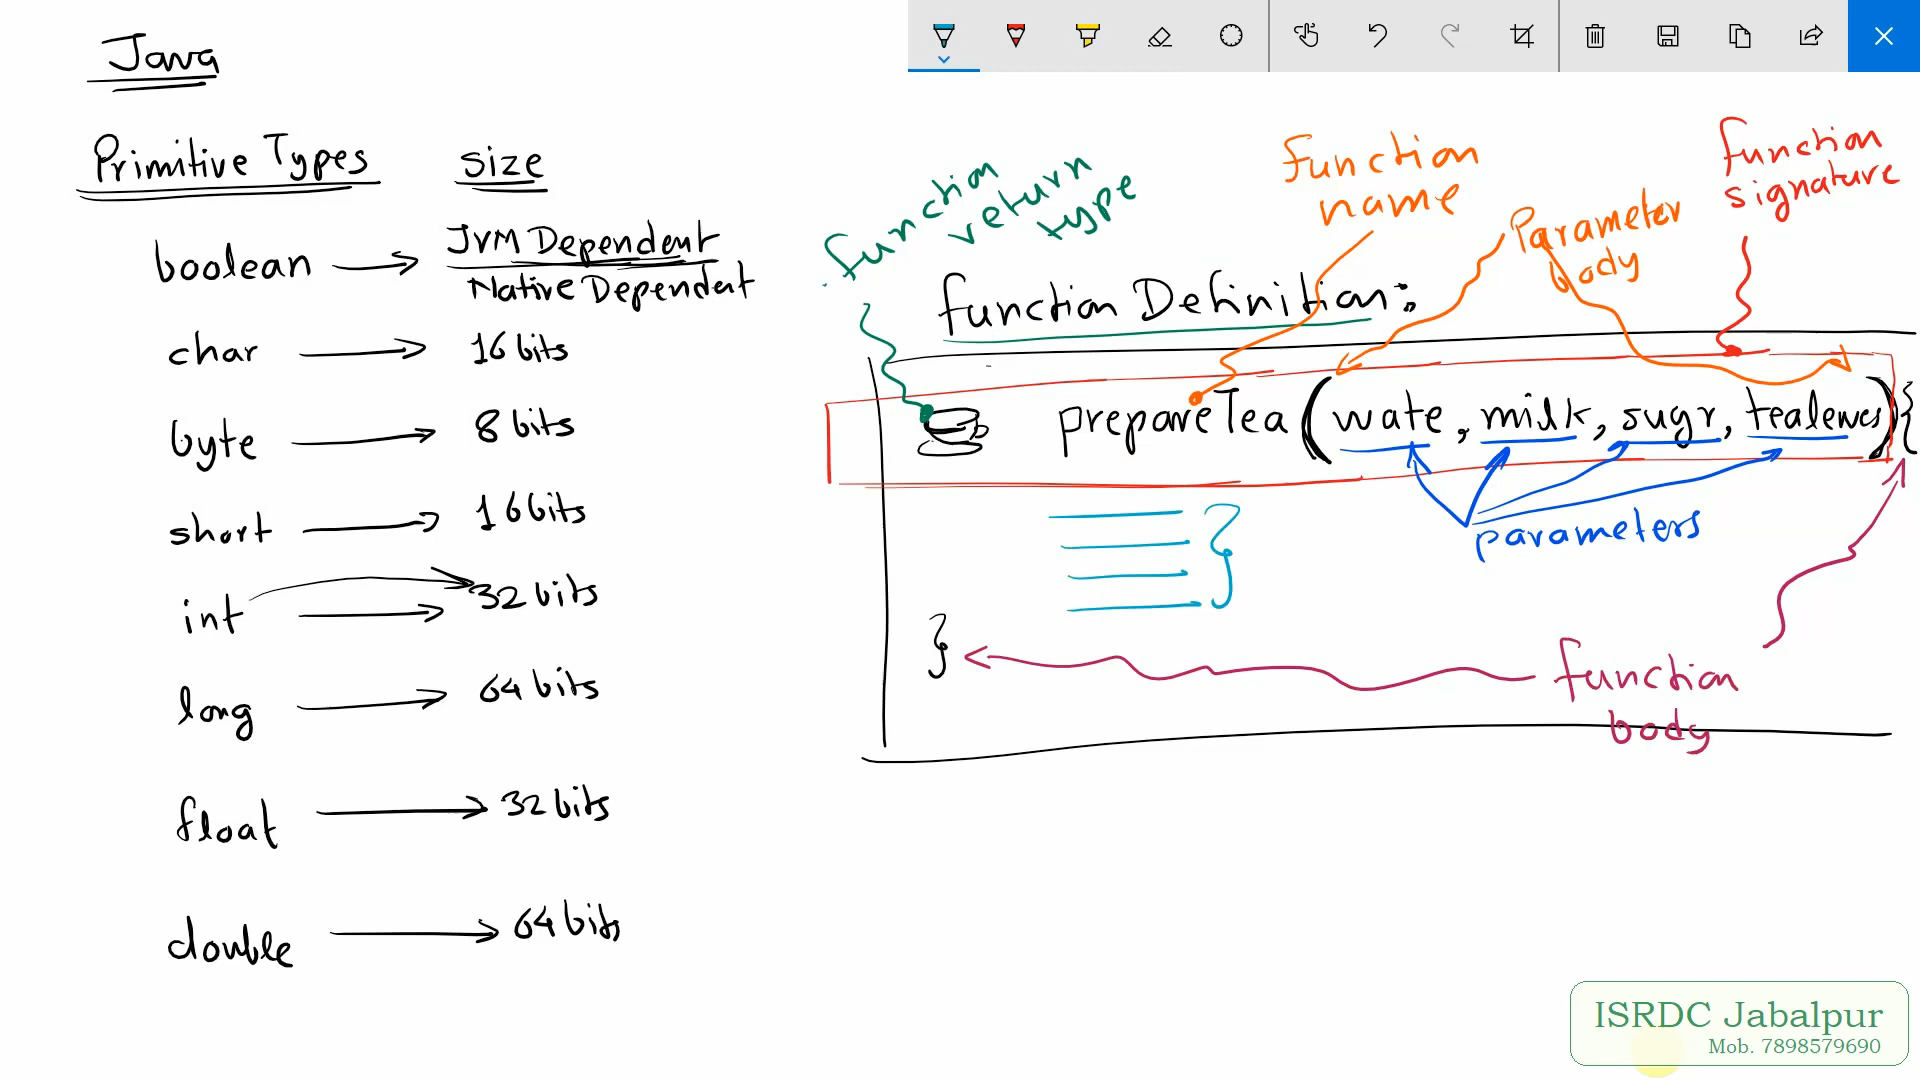 Java
Primitive Types
Size
boolean
JVM Dependent
Native Dependent
char
16 bits
byte
8 bits
short
16 bits
int
32 bits
long
64 bits
float
32 bits
double
64 bits
function
return
type
function
name
Parameter
body
function
signature
function Definition:
prepareTea (wate, milk, sugr, tealewes) {
parameters
}
}
function
body
ISRDC Jabalpur
Mob. 7898579690